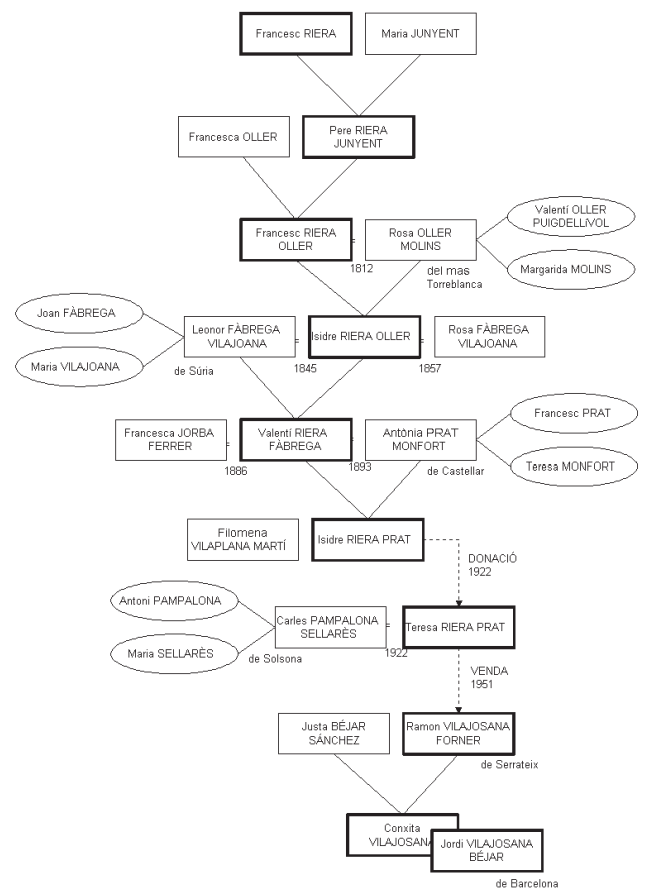 Francesc RIERA
Maria JUNYENT
Francesca OLLER
Pere RIERA
JUNYENT
Francesc RIERA
OLLER
=
1812
Rosa OLLER
MOLINS
del mas
Torreblanca
Valentí OLLER
PUIGDELLÍVOL
Margarida MOLINS
Joan FÀBREGA
Maria VILAJOANA
Leonor FÀBREGA
VILAJOANA
de Súria
=
1845
Isidre RIERA OLLER
=
1857
Rosa FÀBREGA
VILAJOANA
Francesca JORBA
FERRER
=
1886
Valentí RIERA
FÀBREGA
=
1893
Antònia PRAT
MONFORT
de Castellar
Francesc PRAT
Teresa MONFORT
Filomena
VILAPLANA MARTÍ
Isidre RIERA PRAT
DONACIÓ
1922
Antoni PAMPALONA
Maria SELLARÈS
de Solsona
Carles PAMPALONA
SELLARÈS
=
1922
Teresa RIERA PRAT
VENDA
1951
Justa BÉJAR
SÁNCHEZ
Ramon VILAJOSANA
FORNER
de Serrateix
Conxita
VILAJOSANA
Jordi VILAJOSANA
BÉJAR
de Barcelona